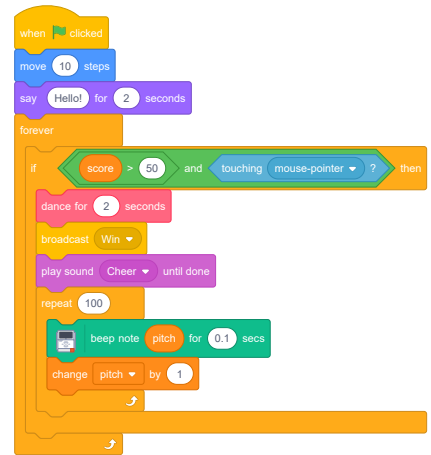 when clicked
move 10 steps
say Hello! for 2 seconds
forever
if score > 50 and touching mouse-pointer ? then
dance for 2 seconds
broadcast Win
play sound Cheer until done
repeat 100
beep note pitch for 0.1 secs
change pitch by 1